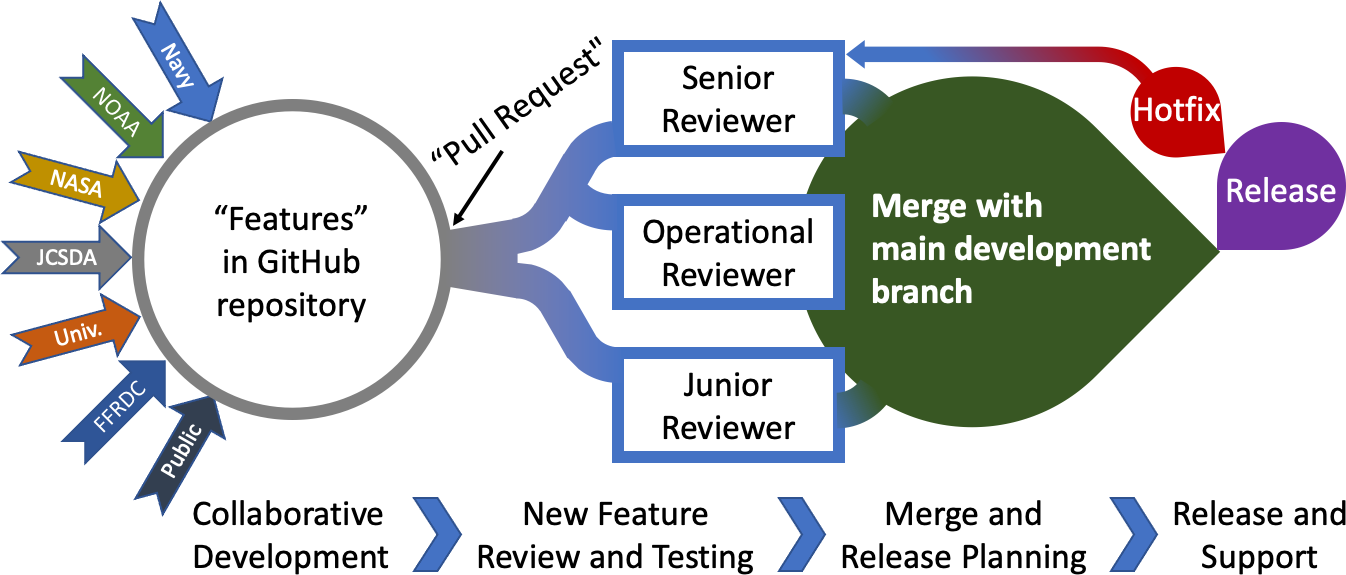 Navy
NOAA
NASA
JCSDA
Univ.
FFRDC
Public
“Features”
in GitHub
repository
“Pull Request"
Senior
Reviewer
Operational
Reviewer
Junior
Reviewer
Merge with
main development
branch
Hotfix
Release
Collaborative
Development
New Feature
Review and Testing
Merge and
Release Planning
Release and
Support